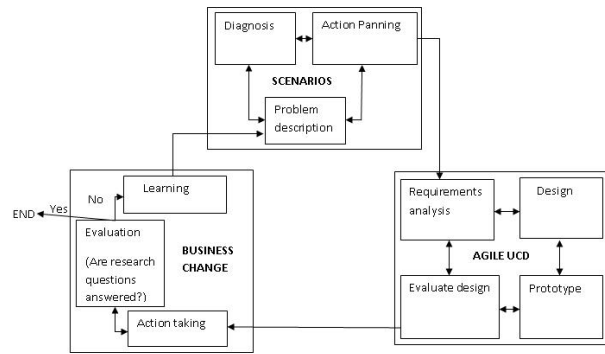 Diagnosis
Action Panning
SCENARIOS
Problem
description
No
Learning
END
Yes
Evaluation
(Are research
questions
answered?)
BUSINESS
CHANGE
Action taking
Requirements
analysis
Design
AGILE UCD
Evaluate design
Prototype